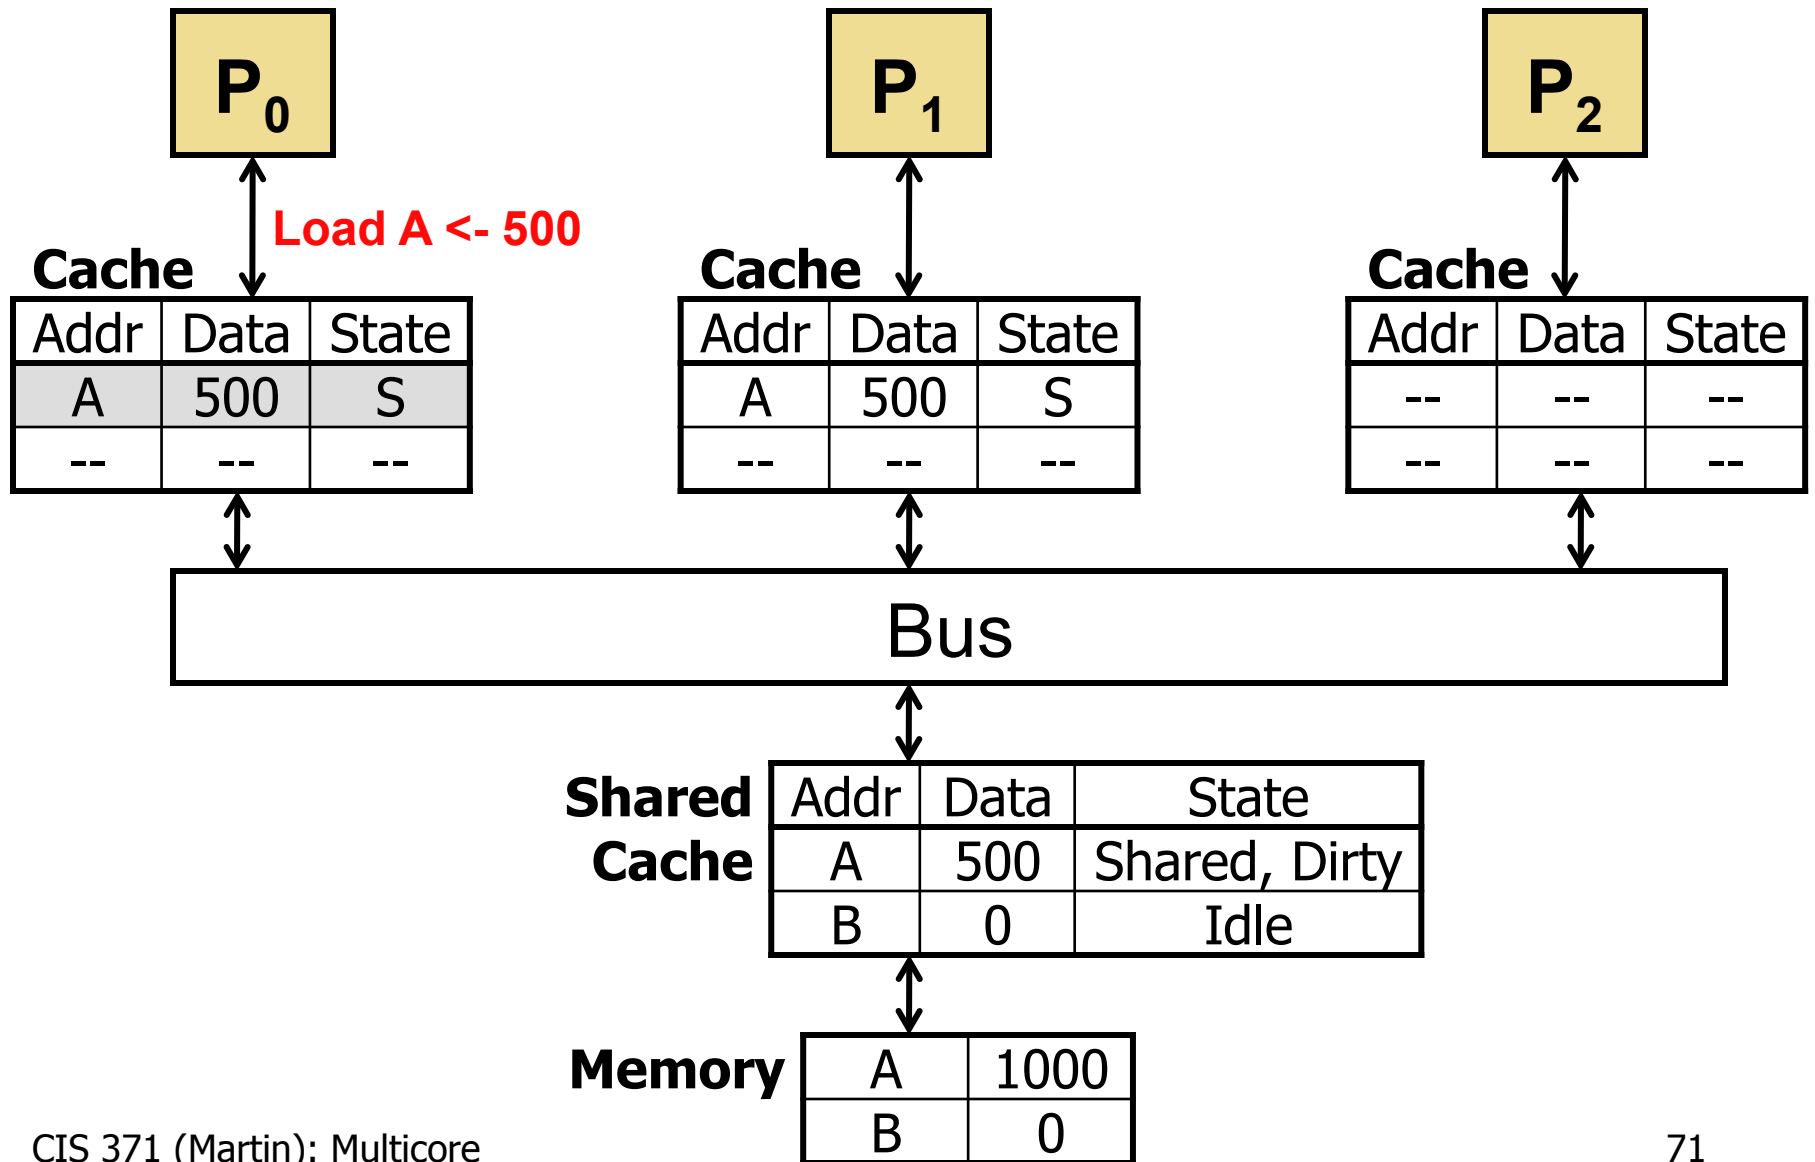 P0 P1 P2
Load A <- 500
Cache Cache Cache
Addr Data State Addr Data State Addr Data State
A 500 S A 500 S -- -- --
-- -- -- -- -- -- -- -- --
Bus
Shared Addr Data State
Cache A 500 Shared, Dirty
B 0 Idle
Memory A 1000
B 0
CIS 371 (Martin): Multicore 71